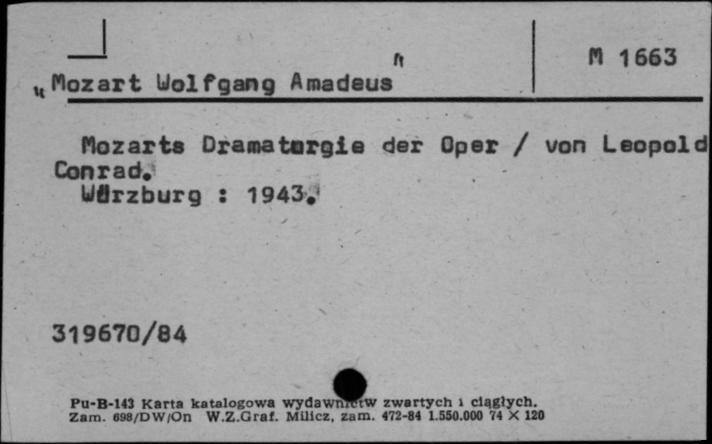 M 1663
"Mozart Wolfgang Amadeus"
Mozarts Dramaturgie der Oper / von Leopold
Conrad.
Würzburg : 1943.
319670/84
Pu-B-143 Karta katalogowa wydawnictw zwartych i ciągłych.
Zam. 698/DW/On W.Z.Graf. Milicz, zam. 472-84 1.550.000 74 × 120